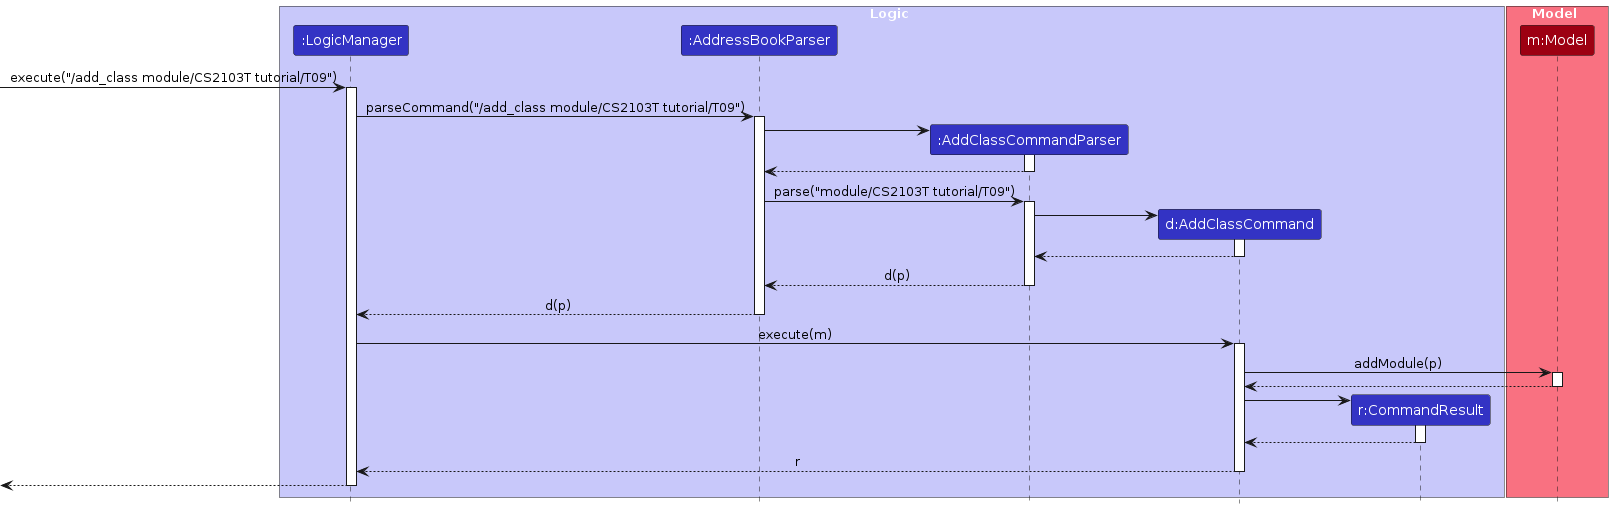 Logic
Model
:LogicManager
:AddressBookParser
m:Model
execute("/add_class module/CS2103T tutorial/T09")
parseCommand("/add_class module/CS2103T tutorial/T09")
:AddClassCommandParser
parse("module/CS2103T tutorial/T09")
d:AddClassCommand
d(p)
d(p)
execute(m)
addModule(p)
r:CommandResult
r